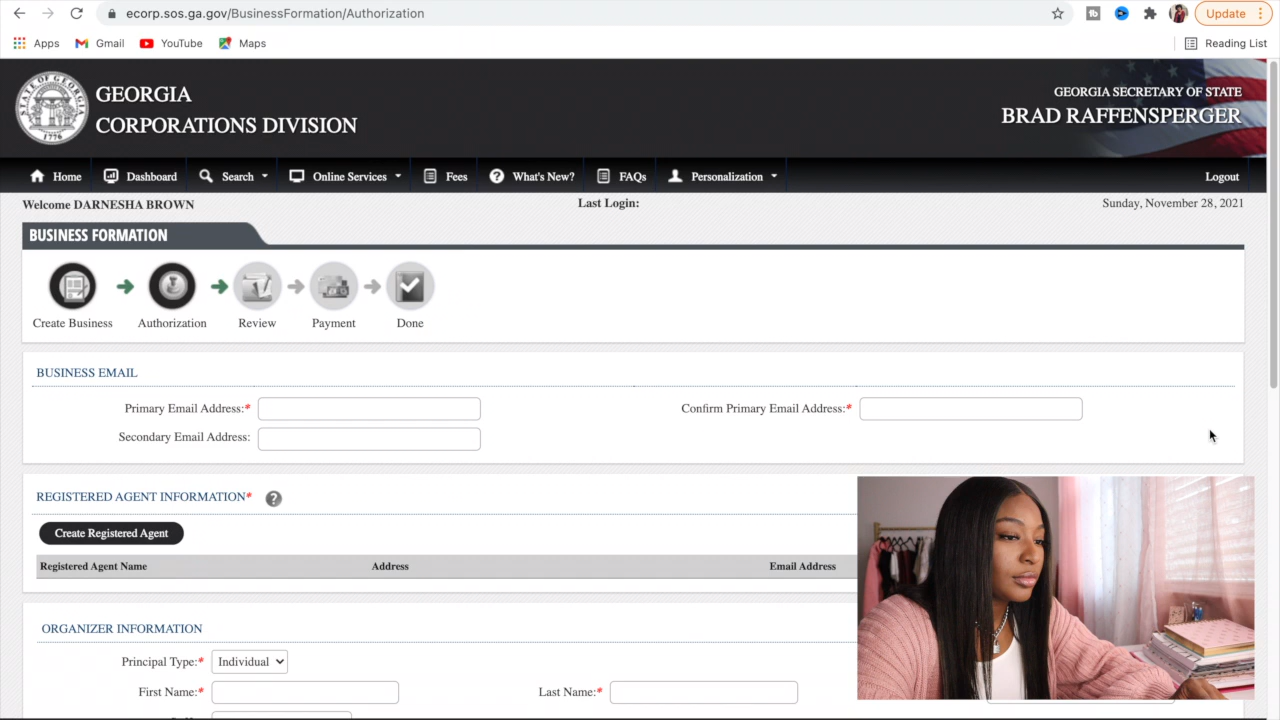 ecorp.sos.ga.gov/BusinessFormation/Authorization
Update
Apps Gmail YouTube Maps Reading List
GEORGIA
CORPORATIONS DIVISION
GEORGIA SECRETARY OF STATE
BRAD RAFFENSPERGER
Home Dashboard Search Online Services Fees What's New? FAQs Personalization Logout
Welcome DARNESHA BROWN Last Login: Sunday, November 28, 2021
BUSINESS FORMATION
Create Business Authorization Review Payment Done
BUSINESS EMAIL
Primary Email Address:* Confirm Primary Email Address:*
Secondary Email Address:
REGISTERED AGENT INFORMATION* ?
Create Registered Agent
Registered Agent Name Address Email Address
ORGANIZER INFORMATION
Principal Type:* Individual
First Name:* Last Name:*